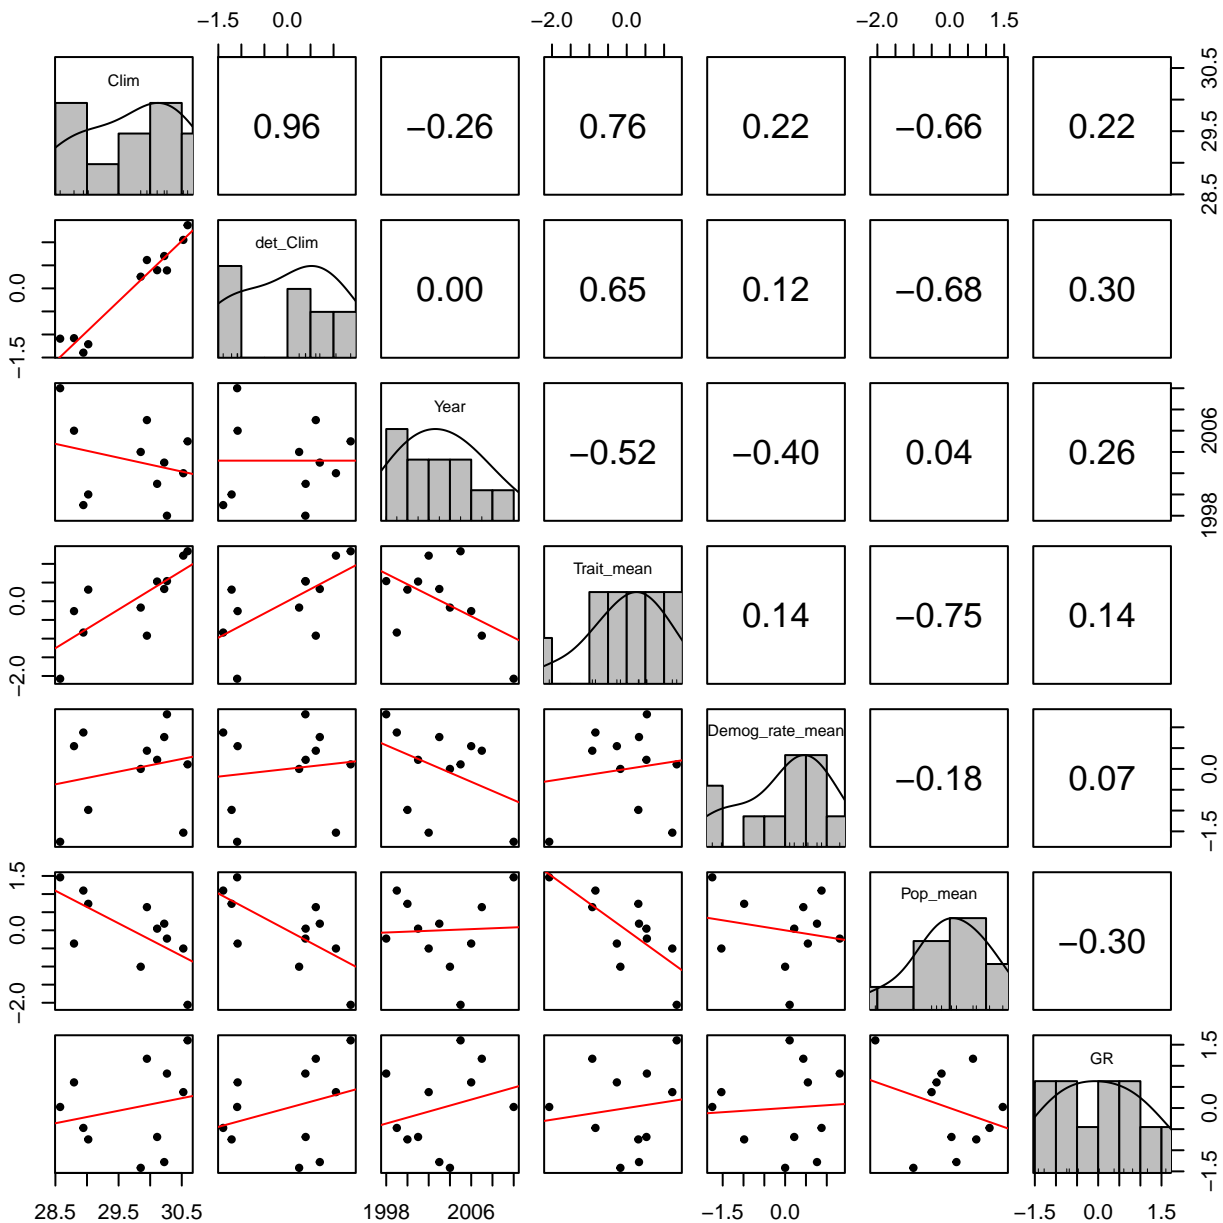 −1.5 0.0 −2.0 0.0 −2.0 0.0 1.5
Clim
0.96 −0.26 0.76 0.22 −0.66 0.22
28.5 29.5 30.5
−1.5 0.0
det_Clim
0.00 0.65 0.12 −0.68 0.30
Year
−0.52 −0.40 0.04 0.26
1998 2006
−2.0 0.0
Trait_mean
0.14 −0.75 0.14
Demog_rate_mean
−0.18 0.07
−1.5 0.0
−2.0 0.0 1.5
Pop_mean
−0.30
GR
−1.5 0.0 1.5
28.5 29.5 30.5 1998 2006 −1.5 0.0 −1.5 0.0 1.5